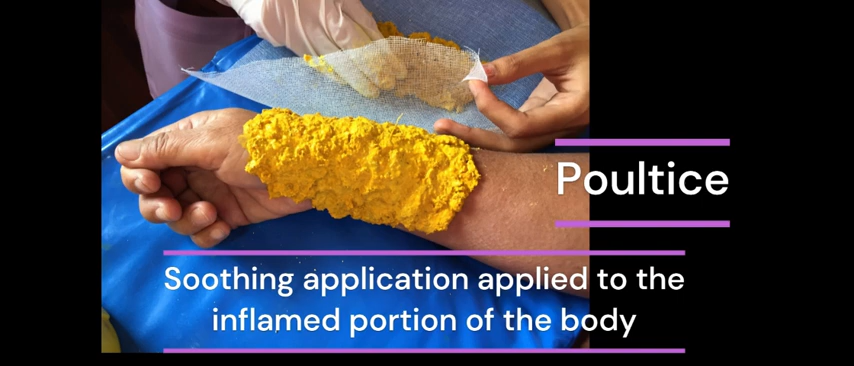 Poultice
Soothing application applied to the
inflamed portion of the body